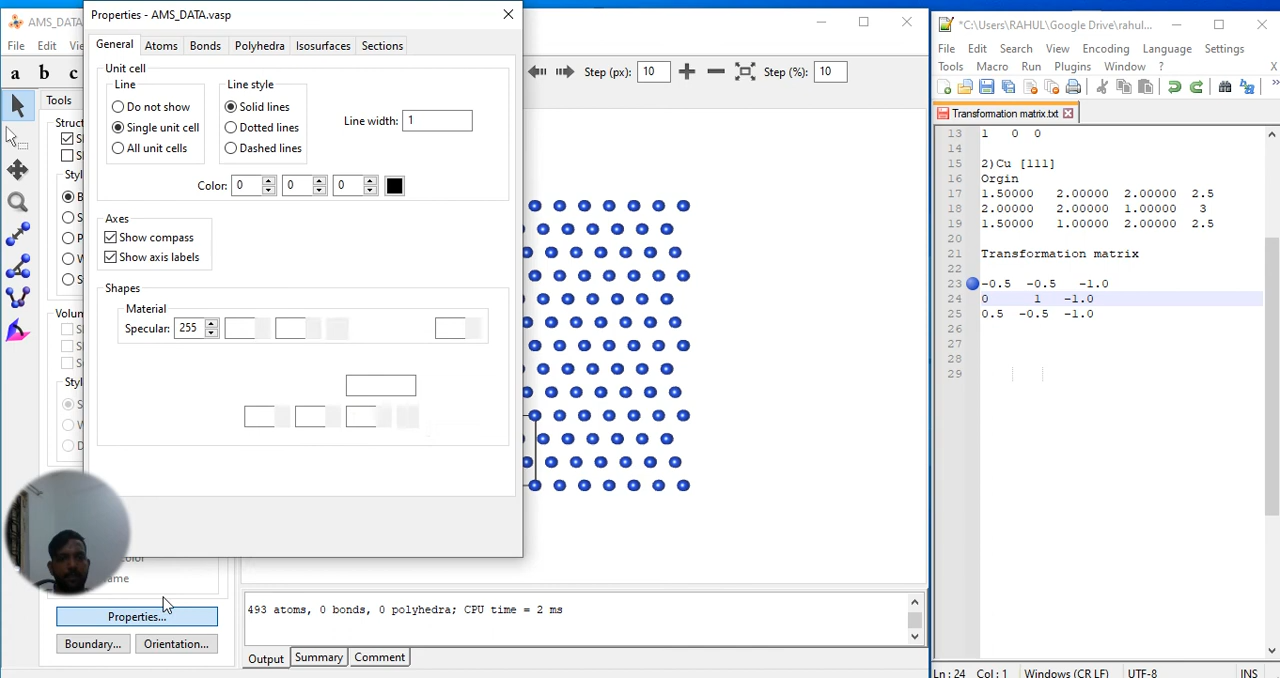 AMS_DATA
File Edit
a b c
Tools
Volum
Properties...
Boundary... Orientation...
Properties - AMS_DATA.vasp
General Atoms Bonds Polyhedra Isosurfaces Sections
Unit cell
Line
Do not show
Single unit cell
All unit cells
Line style
Solid lines
Dotted lines
Dashed lines
Line width: 1
Color: 0 0 0
Axes
Show compass
Show axis labels
Shapes
Material
Specular: 255
Step (px): 10 Step (%): 10
493 atoms, 0 bonds, 0 polyhedra; CPU time = 2 ms
Output Summary Comment
*C:\Users\RAHUL\Google Drive\rahul...
File Edit Search View Encoding Language Settings
Tools Macro Run Plugins Window ? X
Transformation matrix.txt
13 1 0 0
14
15 2)Cu [111]
16 Orgin
17 1.50000 2.00000 2.00000 2.5
18 2.00000 2.00000 1.00000 3
19 1.50000 1.00000 2.00000 2.5
20
21 Transformation matrix
22
23 -0.5 -0.5 -1.0
24 0 1 -1.0
25 0.5 -0.5 -1.0
26
27
28
29
Ln : 24 Col : 1 Windows (CR LF) UTF-8 INS